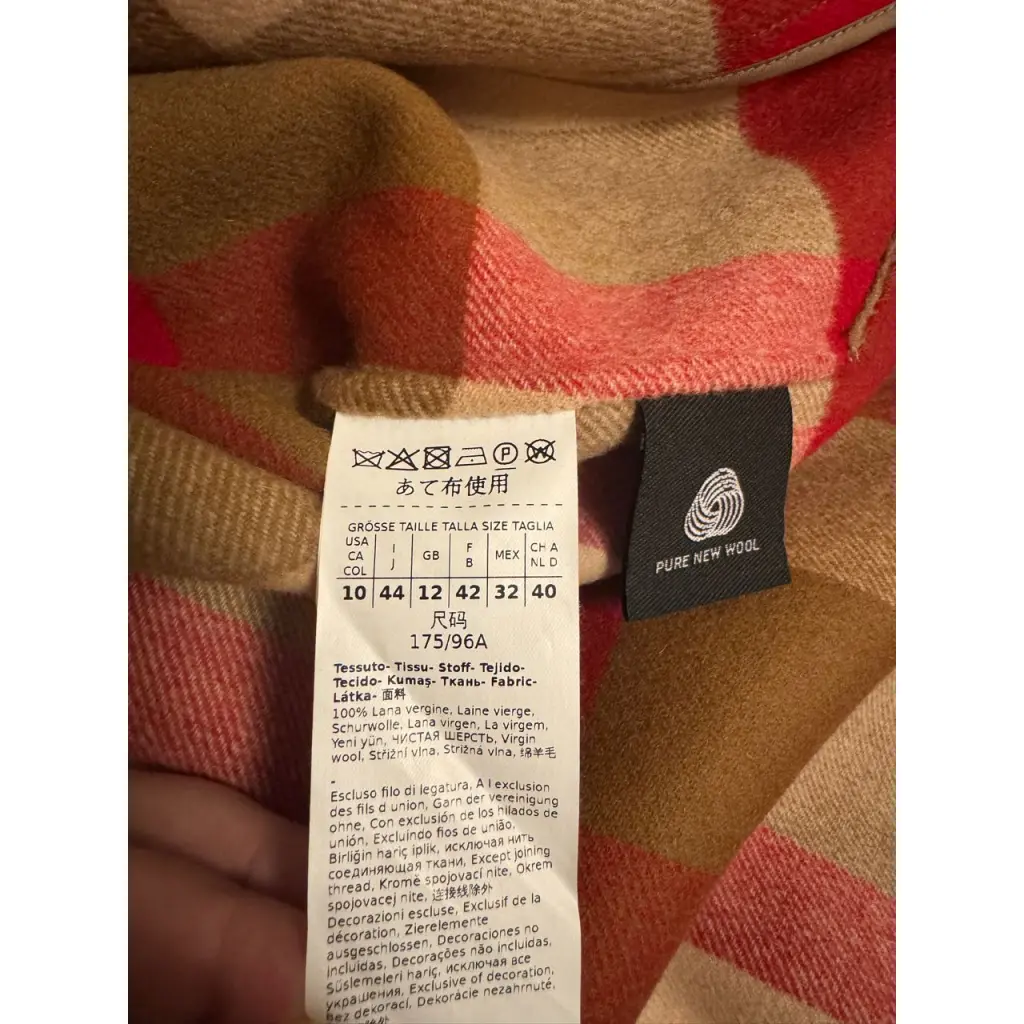 あて布使用
GRÖSSE TAILLE TALLA SIZE TAGLIA
USA CA COL | I J | GB | F B | MEX | CH A NL D
10 | 44 | 12 | 42 | 32 | 40
尺码
175/96A
Tessuto- Tissu- Stoff- Tejido-
Tecido- Kumaş- Ткань- Fabric-
Látka- 面料
100% Lana vergine, Laine vierge,
Schurwolle, Lana virgen, La virgem,
Yeni yün, ЧИСТАЯ ШЕРСТЬ, Virgin
wool, Střižní vlna, Strižná vlna, 绵羊毛
-
Escluso filo di legatura, A l exclusion
des fils d union, Garn der vereinigung
ohne, Con exclusión de los hilados de
unión, Excluindo fios de união,
Birliğin hariç iplik, исключая нить
соединяющая ткани, Except joining
thread, Kromě spojovací nite, Okrem
spojovacej nite, 连接线除外
Decorazioni escluse, Exclusif de la
décoration, Zierelemente
ausgeschlossen, Decoraciones no
incluidas, Decorações não incluidas,
Süslemeleri hariç, исключая все
украшения, Exclusive of decoration,
Bez dekorací, Dekorácie nezahrnuté,
PURE NEW WOOL